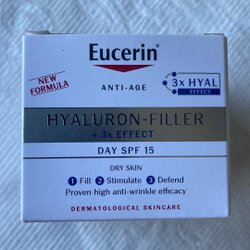 Eucerin®
NEW
FORMULA
ANTI-AGE
3x HYAL
EFFECT
HYALURON-FILLER
+ 3x EFFECT
DAY SPF 15
DRY SKIN
1 Fill 2 Stimulate 3 Defend
Proven high anti-wrinkle efficacy
DERMATOLOGICAL SKINCARE